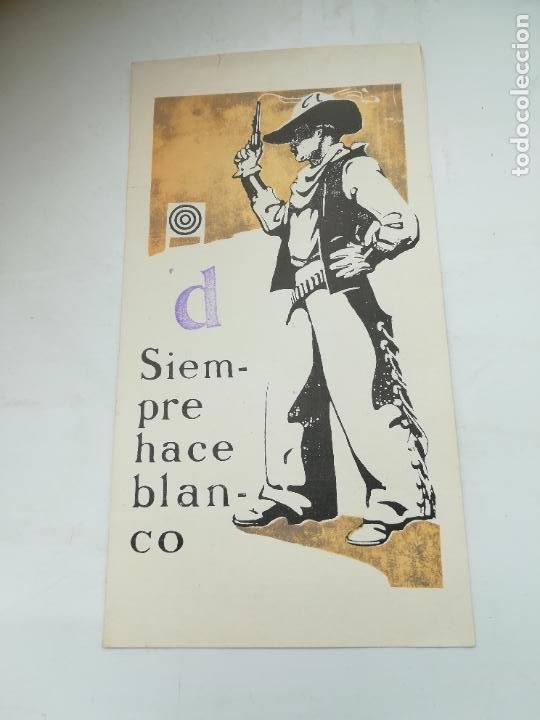 'd
Siem-
pre
hace
blan-
co
todocoleccion